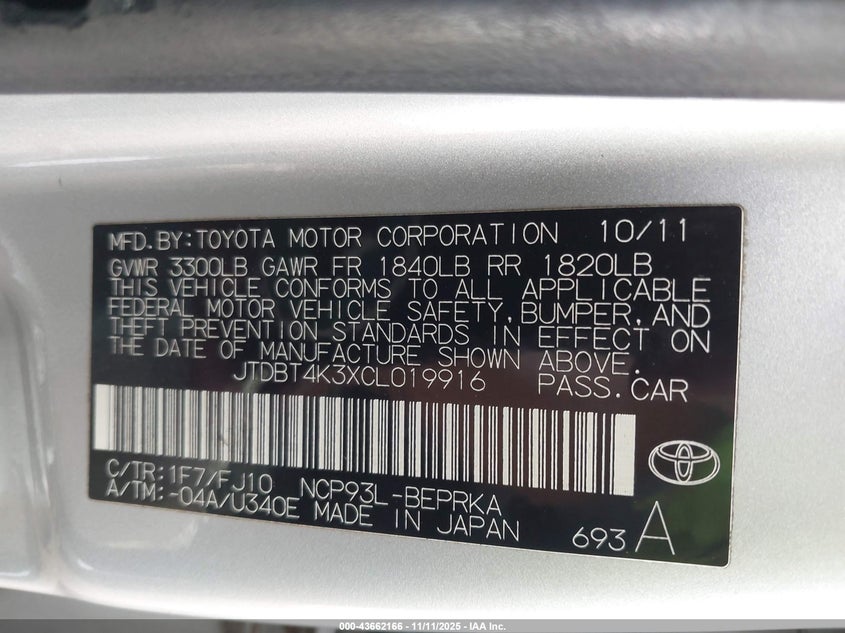 MFD.BY:TOYOTA MOTOR CORPORATION 10/11
GVWR 3300LB GAWR FR 1840LB RR 1820LB
THIS VEHICLE CONFORMS TO ALL APPLICABLE
FEDERAL MOTOR VEHICLE SAFETY,BUMPER,AND
THEFT PREVENTION STANDARDS IN EFFECT ON
THE DATE OF MANUFACTURE SHOWN ABOVE.
JTDBT4K3XCL019916 PASS.CAR
C/TR:1F7/FJ10 NCP93L-BEPRKA
A/TM:-04A/U340E MADE IN JAPAN 693 A
000-43662166 - 11/11/2025 - IAA Inc.